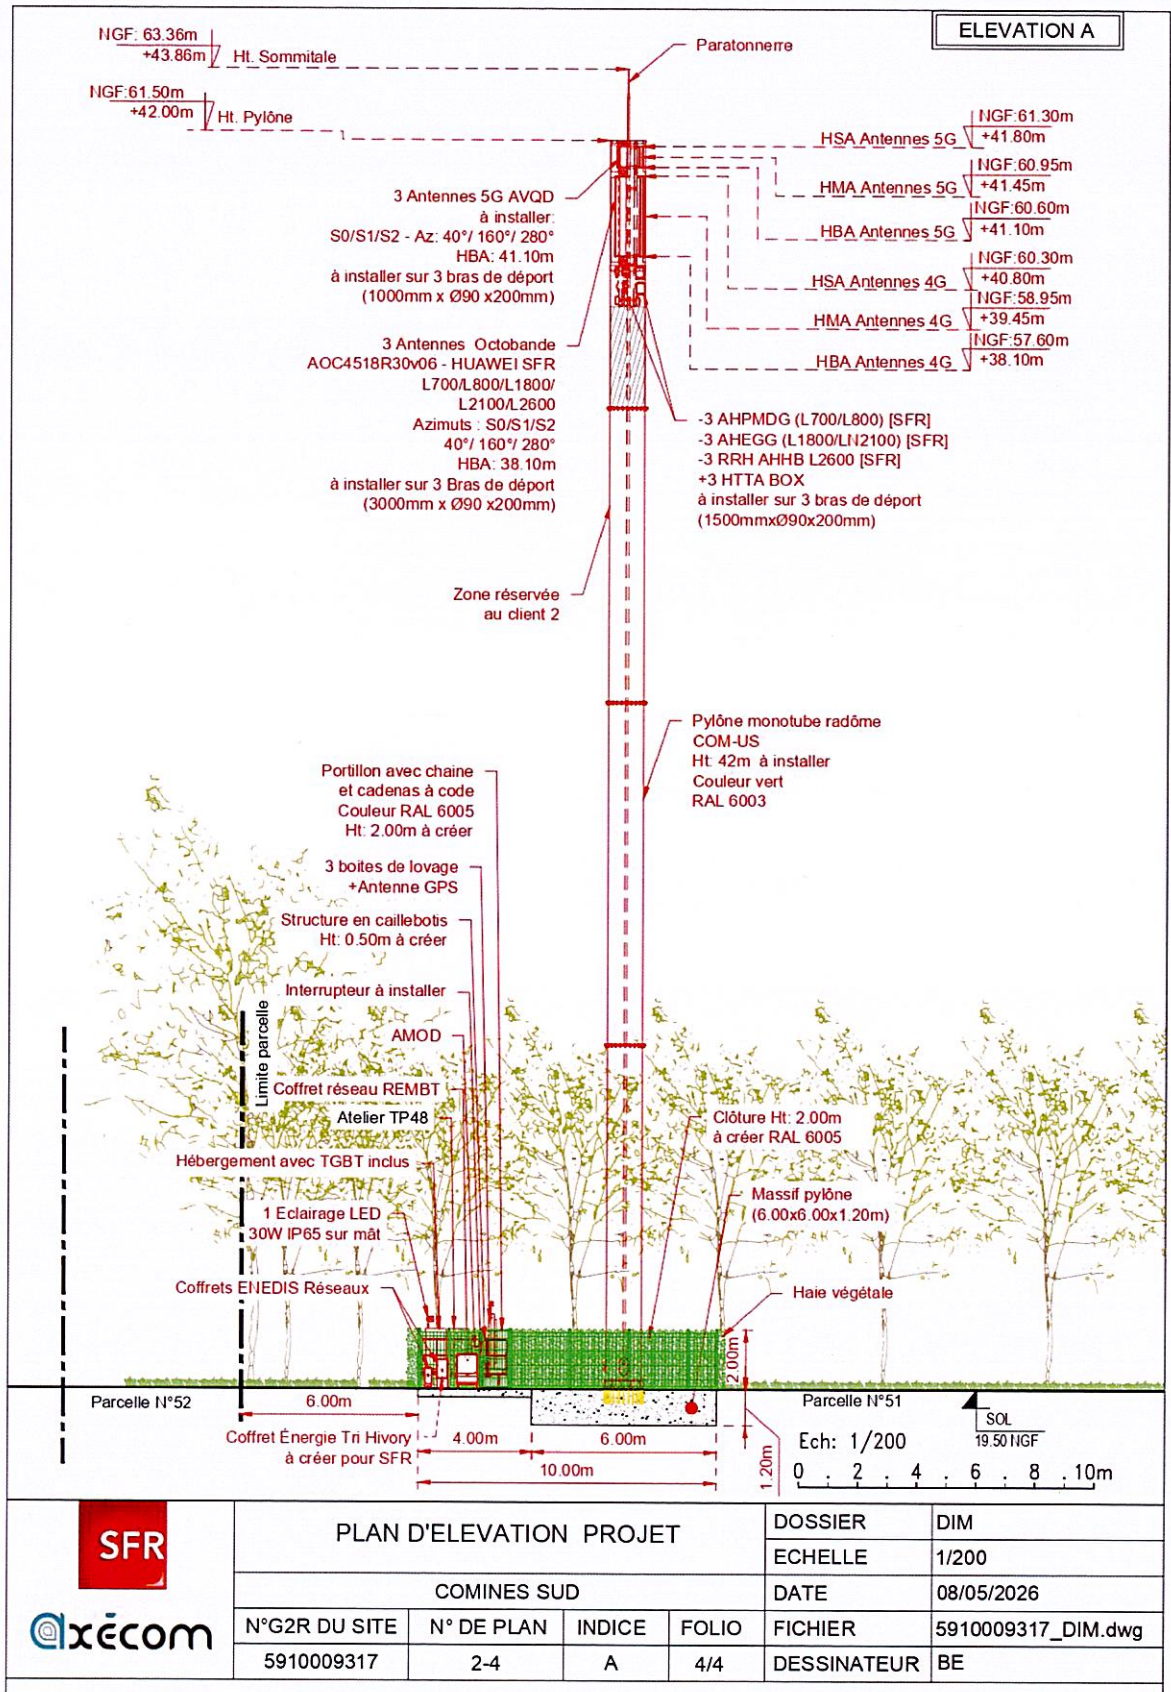 ELEVATION A
NGF: 63.36m
+43.86m
Ht. Sommitale
Paratonnerre
NGF:61.50m
+42.00m
Ht. Pylône
HSA Antennes 5G
NGF:61.30m
+41.80m
HMA Antennes 5G
NGF:60.95m
+41.45m
HBA Antennes 5G
NGF:60.60m
+41.10m
HSA Antennes 4G
NGF:60.30m
+40.80m
HMA Antennes 4G
NGF:58.95m
+39.45m
HBA Antennes 4G
NGF:57.60m
+38.10m
3 Antennes 5G AVQD
à installer:
S0/S1/S2 - Az: 40°/ 160°/ 280°
HBA: 41.10m
à installer sur 3 bras de déport
(1000mm x Ø90 x200mm)
3 Antennes Octobande
AOC4518R30v06 - HUAWEI SFR
L700/L800/L1800/
L2100/L2600
Azimuts : S0/S1/S2
40°/ 160°/ 280°
HBA: 38.10m
à installer sur 3 Bras de déport
(3000mm x Ø90 x200mm)
-3 AHPMDG (L700/L800) [SFR]
-3 AHEGG (L1800/LN2100) [SFR]
-3 RRH AHHB L2600 [SFR]
+3 HTTA BOX
à installer sur 3 bras de déport
(1500mmxØ90x200mm)
Zone réservée
au client 2
Pylône monotube radôme
COM-US
Ht: 42m à installer
Couleur vert
RAL 6003
Portillon avec chaine
et cadenas à code
Couleur RAL 6005
Ht: 2.00m à créer
3 boites de lovage
+Antenne GPS
Structure en caillebotis
Ht: 0.50m à créer
Interrupteur à installer
AMOD
Limite parcelle
Coffret réseau REMBT
Atelier TP48
Clôture Ht: 2.00m
à créer RAL 6005
Hébergement avec TGBT inclus
Massif pylône
(6.00x6.00x1.20m)
1 Eclairage LED
30W IP65 sur mât
Coffrets ENEDIS Réseaux
Haie végétale
2.00m
Parcelle N°52
6.00m
Parcelle N°51
SOL
19.50 NGF
Coffret Énergie Tri Hivory
à créer pour SFR
4.00m
6.00m
10.00m
1.20m
Ech: 1/200
0 . 2 . 4 . 6 . 8 . 10m
SFR
axécom
PLAN D'ELEVATION PROJET
COMINES SUD
N°G2R DU SITE
N° DE PLAN
INDICE
FOLIO
5910009317
2-4
A
4/4
DOSSIER
DIM
ECHELLE
1/200
DATE
08/05/2026
FICHIER
5910009317_DIM.dwg
DESSINATEUR
BE